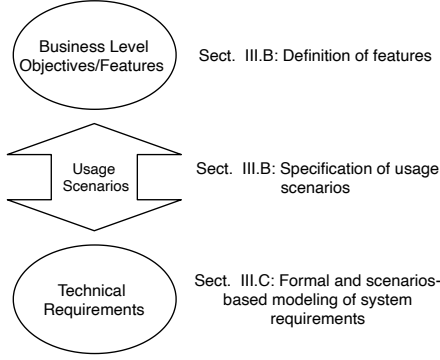 Business Level
Objectives/Features
Sect. III.B: Definition of features
Usage
Scenarios
Sect. III.B: Specification of usage
scenarios
Technical
Requirements
Sect. III.C: Formal and scenarios-
based modeling of system
requirements